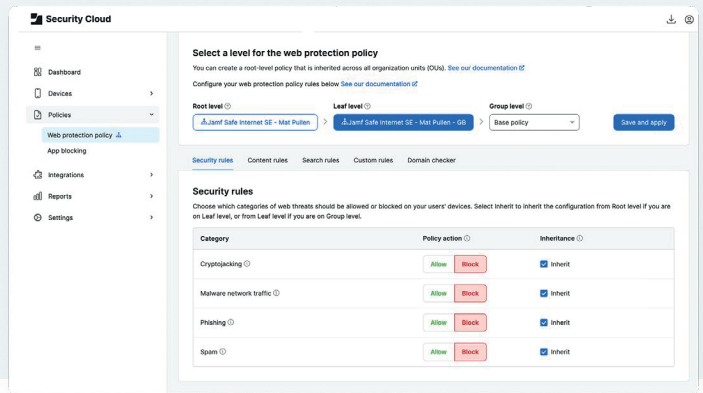 Security Cloud
Dashboard
Devices
Policies
Web protection policy
App blocking
Integrations
Reports
Settings
Select a level for the web protection policy
You can create a root-level policy that is inherited across all organization units (OUs). See our documentation
Configure your web protection policy rules below See our documentation
Root level
Leaf level
Group level
Jamf Safe Internet SE - Mat Pullen
Jamf Safe Internet SE - Mat Pullen - GB
Base policy
Save and apply
Security rules
Content rules
Search rules
Custom rules
Domain checker
Security rules
Choose which categories of web threats should be allowed or blocked on your users' devices. Select Inherit to inherit the configuration from Root level if you are
on Leaf level, or from Leaf level if you are on Group level.
Category
Policy action
Inheritance
Cryptojacking
Allow
Block
Inherit
Malware network traffic
Allow
Block
Inherit
Phishing
Allow
Block
Inherit
Spam
Allow
Block
Inherit